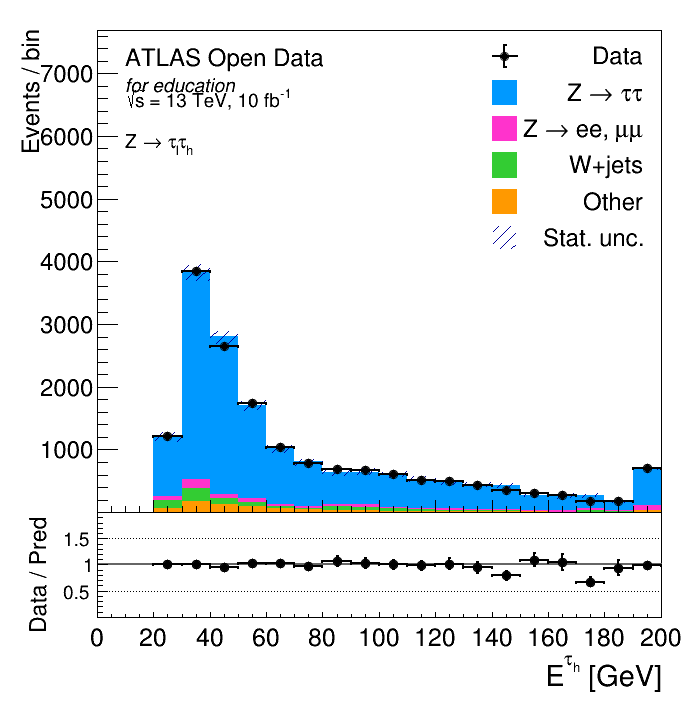 Events / bin
7000
6000
5000
4000
3000
2000
1000
ATLAS Open Data
for education
√s = 13 TeV, 10 fb⁻¹
Z → τₗτₕ
Data
Z → ττ
Z → ee, μμ
W+jets
Other
Stat. unc.
Data / Pred
1.5
1
0.5
0 20 40 60 80 100 120 140 160 180 200
E^τₕ [GeV]